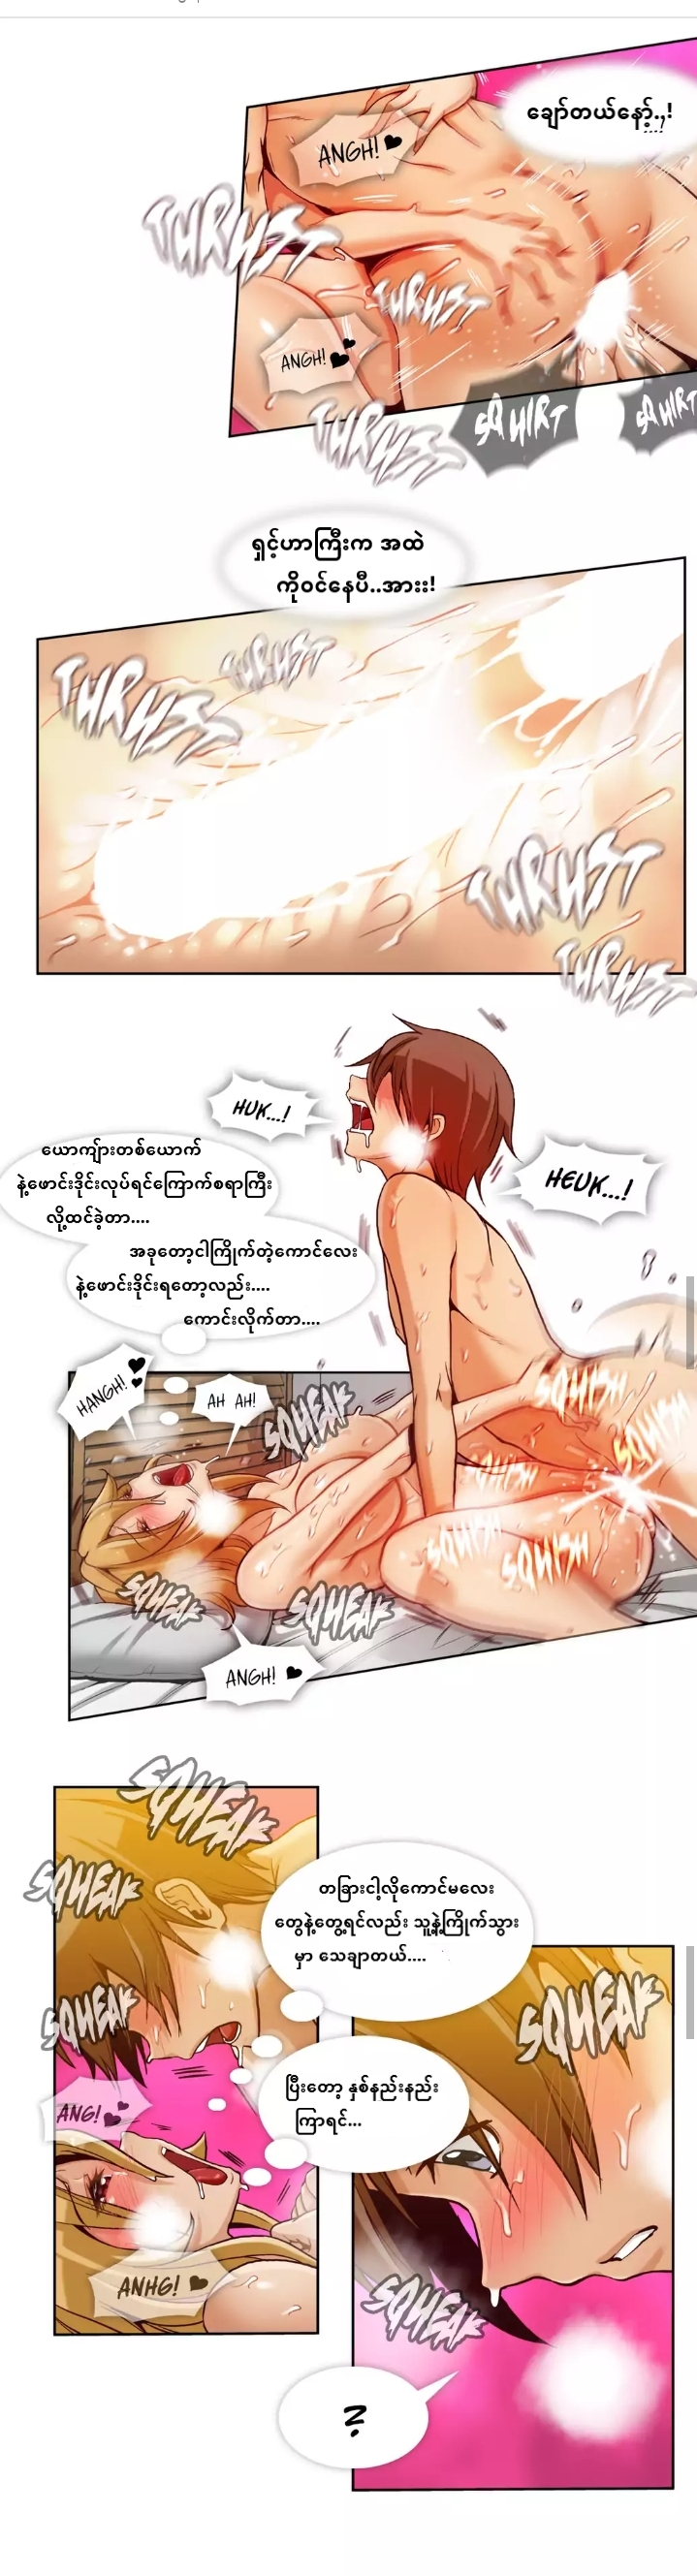 ချော်တယ်နော့်..!
ANGH!
THRUST
THRUST
ANGH!
THRUST
SQUIRT
SQUIRT
ရှင့်ဟာကြီးက အထဲ
ကိုဝင်နေပီ..အားး!
THRUST
THRUST
THRUST
THRUST
HUK...!
ယောကျ်ားတစ်ယောက်
နဲ့ဖောင်းဒိုင်းလုပ်ရင်ကြောက်စရာကြီး
လို့ထင်ခဲ့တာ....
HEUK...!
အခုတော့ငါကြိုက်တဲ့ကောင်လေး
နဲ့ဖောင်းဒိုင်းရတော့လည်း....
ကောင်းလိုက်တာ....
HANGH!
AH AH!
SQUEAK
SQUISH
SQUISH
SQUISH
SQUISH
SQUISH
SQUEAK
SQUEAK
ANGH!
SQUEAK
SQUEAK
တခြားငါ့လိုကောင်မလေး
တွေနဲ့တွေ့ရင်လည်း သူ့နဲ့ကြိုက်သွား
မှာ သေချာတယ်....
SQUEAK
SQUEAK
ပြီးတော့ နှစ်နည်းနည်း
ကြာရင်...
ANG!
ANHG!
SQUEAK
?